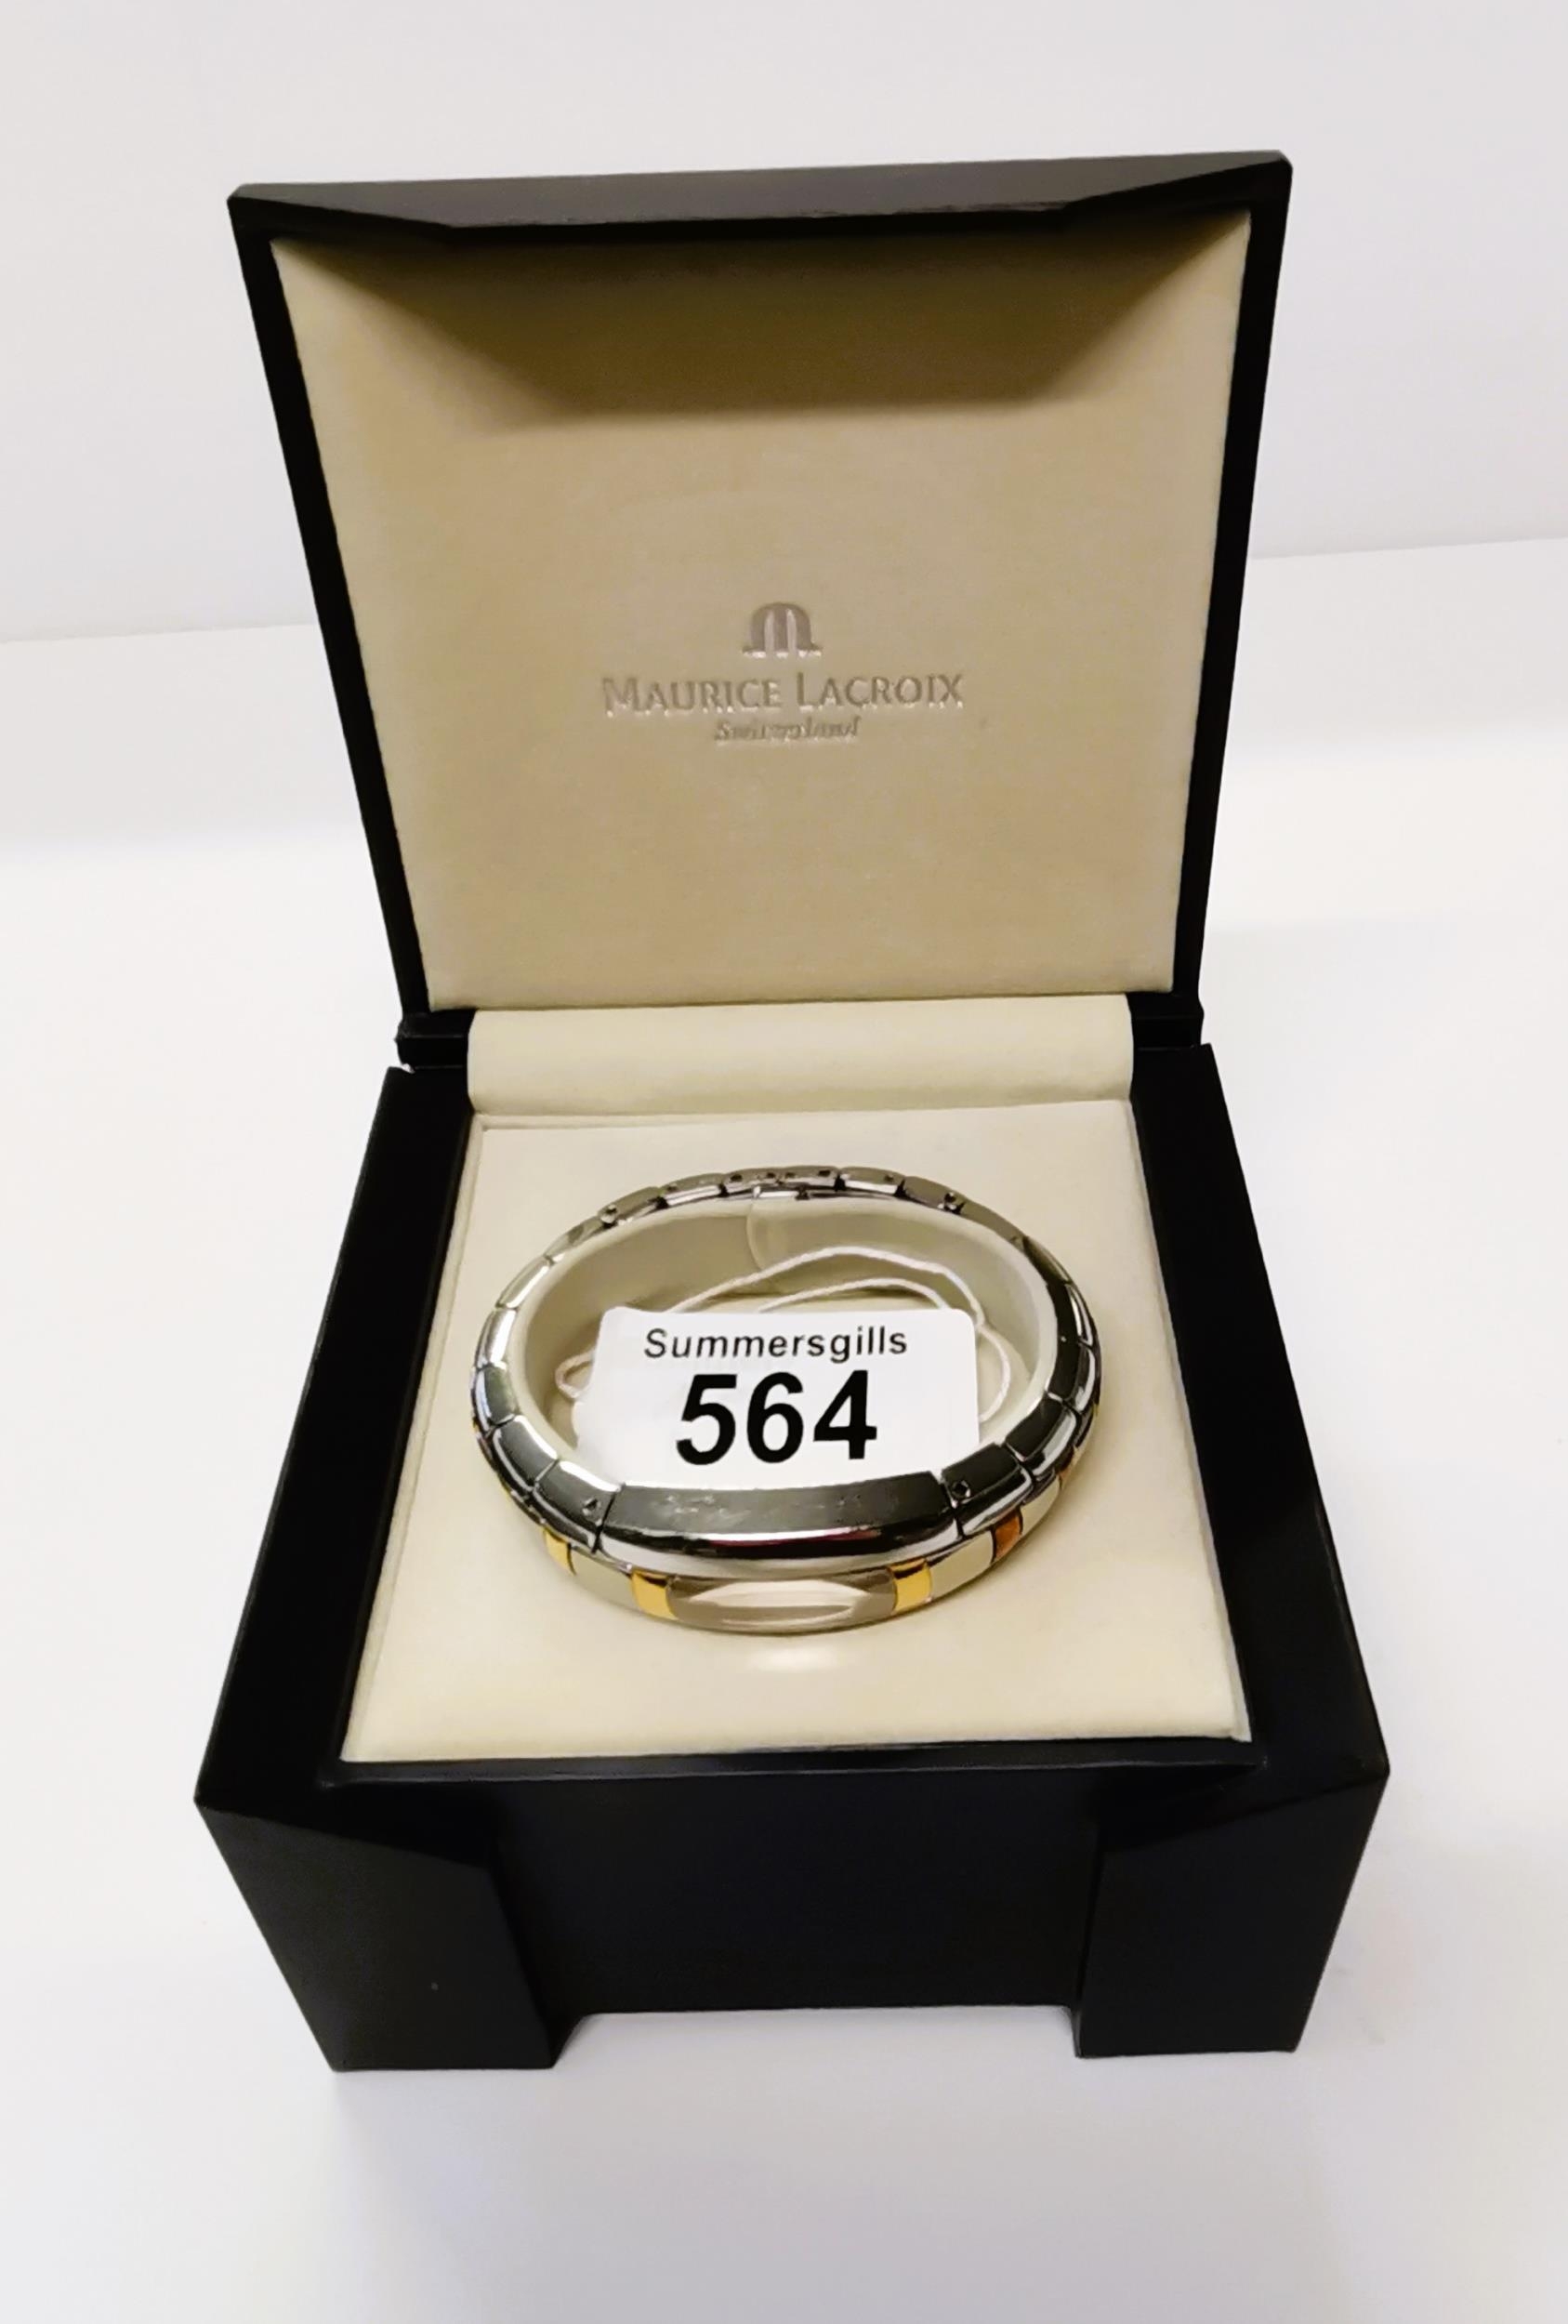 MAURICE LACROIX
Switzerland
Summersgills
564